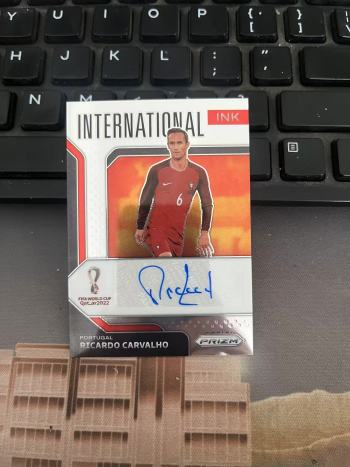 Y U I O P { [ } ]
H J K L : ; " '
N M < , > . ? /
INTERNATIONAL INK
6
FIFA WORLD CUP
Qatar2022
PORTUGAL
RICARDO CARVALHO
PRIZM